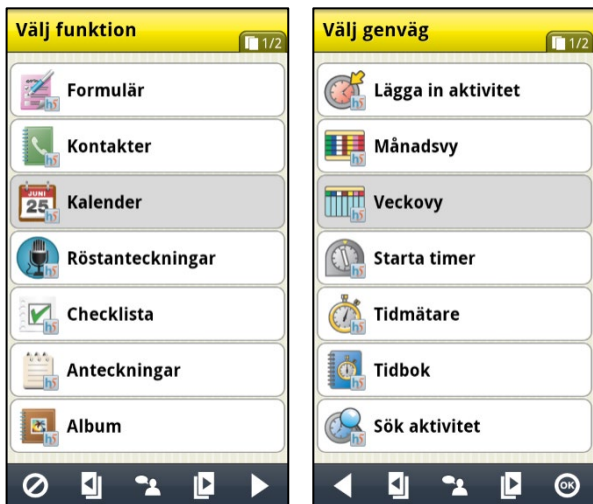 Välj funktion
1/2
Formulär
Kontakter
JUNI
25
Kalender
Röstanteckningar
Checklista
Anteckningar
Album
Välj genväg
1/2
Lägga in aktivitet
Månadsvy
Veckovy
Starta timer
Tidmätare
Tidbok
Sök aktivitet
OK